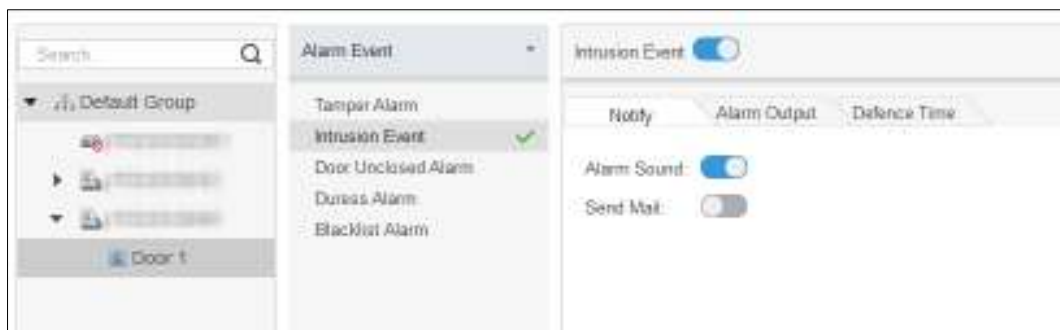 Search...
Default Group
Door 1
Alarm Event
Tamper Alarm
Intrusion Event
Door Unclosed Alarm
Duress Alarm
Blacklist Alarm
Intrusion Event:
Notify
Alarm Output
Defence Time
Alarm Sound:
Send Mail: